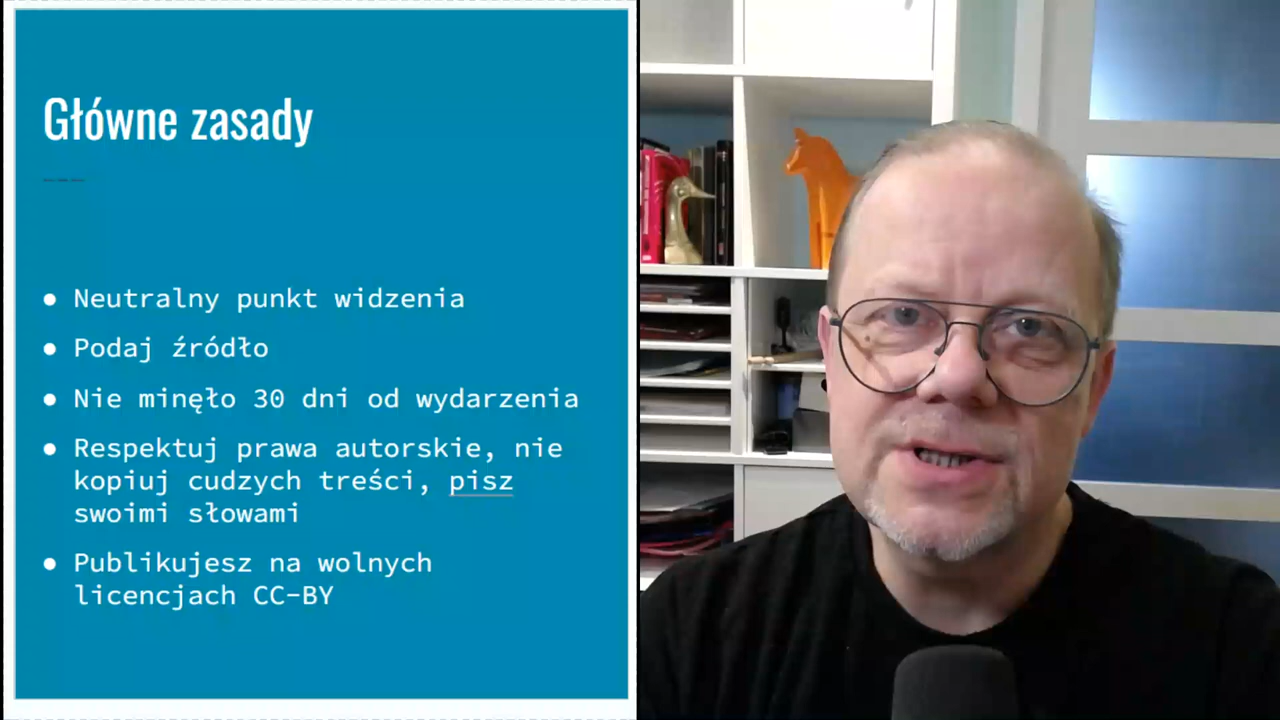 Główne zasady
● Neutralny punkt widzenia
● Podaj źródło
● Nie minęło 30 dni od wydarzenia
● Respektuj prawa autorskie, nie
kopiuj cudzych treści, pisz
swoimi słowami
● Publikujesz na wolnych
licencjach CC-BY